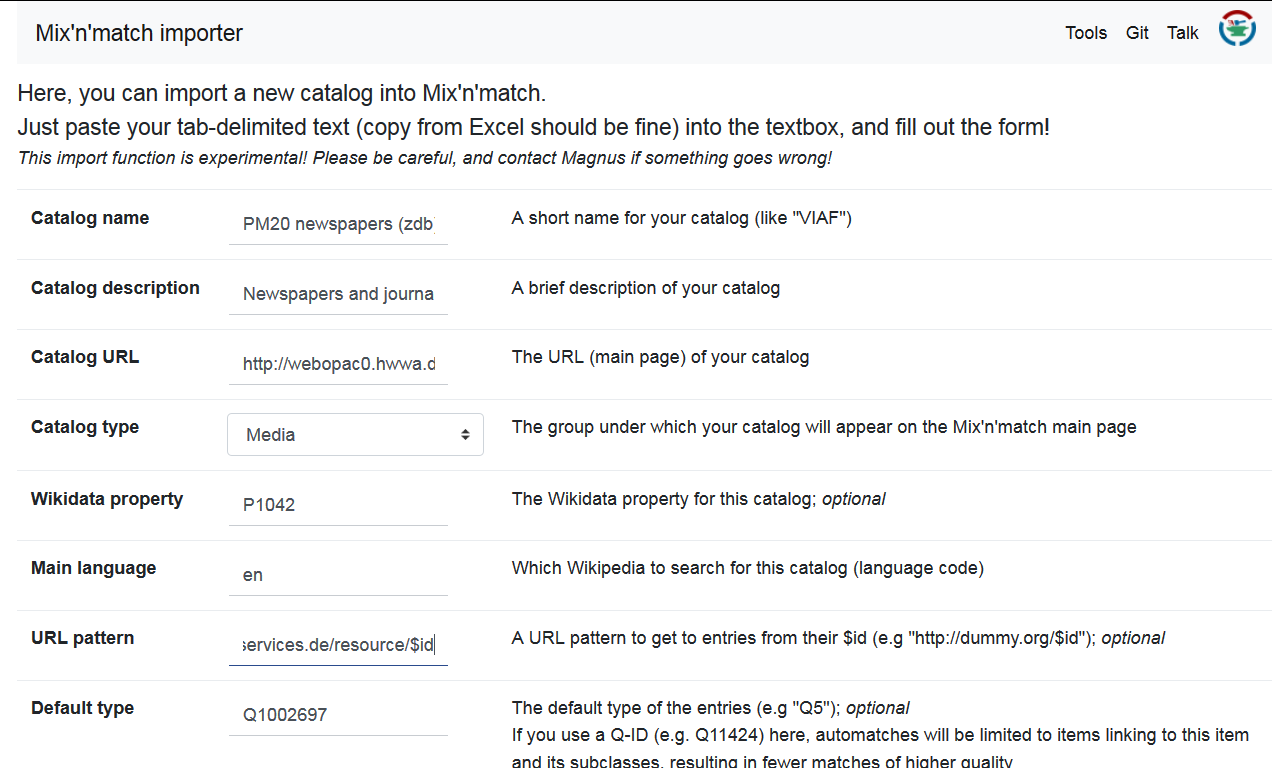 Mix'n'match importer Tools Git Talk
Here, you can import a new catalog into Mix'n'match.
Just paste your tab-delimited text (copy from Excel should be fine) into the textbox, and fill out the form!
This import function is experimental! Please be careful, and contact Magnus if something goes wrong!
Catalog name PM20 newspapers (zdb) A short name for your catalog (like "VIAF")
Catalog description Newspapers and journa A brief description of your catalog
Catalog URL http://webopac0.hwwa.d The URL (main page) of your catalog
Catalog type Media The group under which your catalog will appear on the Mix'n'match main page
Wikidata property P1042 The Wikidata property for this catalog; optional
Main language en Which Wikipedia to search for this catalog (language code)
URL pattern services.de/resource/$id A URL pattern to get to entries from their $id (e.g "http://dummy.org/$id"); optional
Default type Q1002697 The default type of the entries (e.g "Q5"); optional
If you use a Q-ID (e.g. Q11424) here, automatches will be limited to items linking to this item
and its subclasses, resulting in fewer matches of higher quality